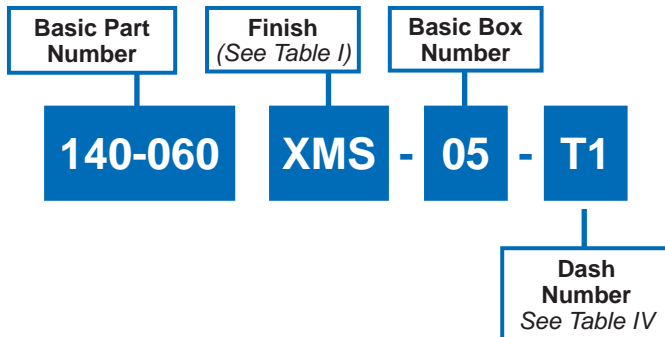 Basic Part
Number
Finish
(See Table I)
Basic Box
Number
140-060 XMS - 05 - T1
Dash
Number
See Table IV